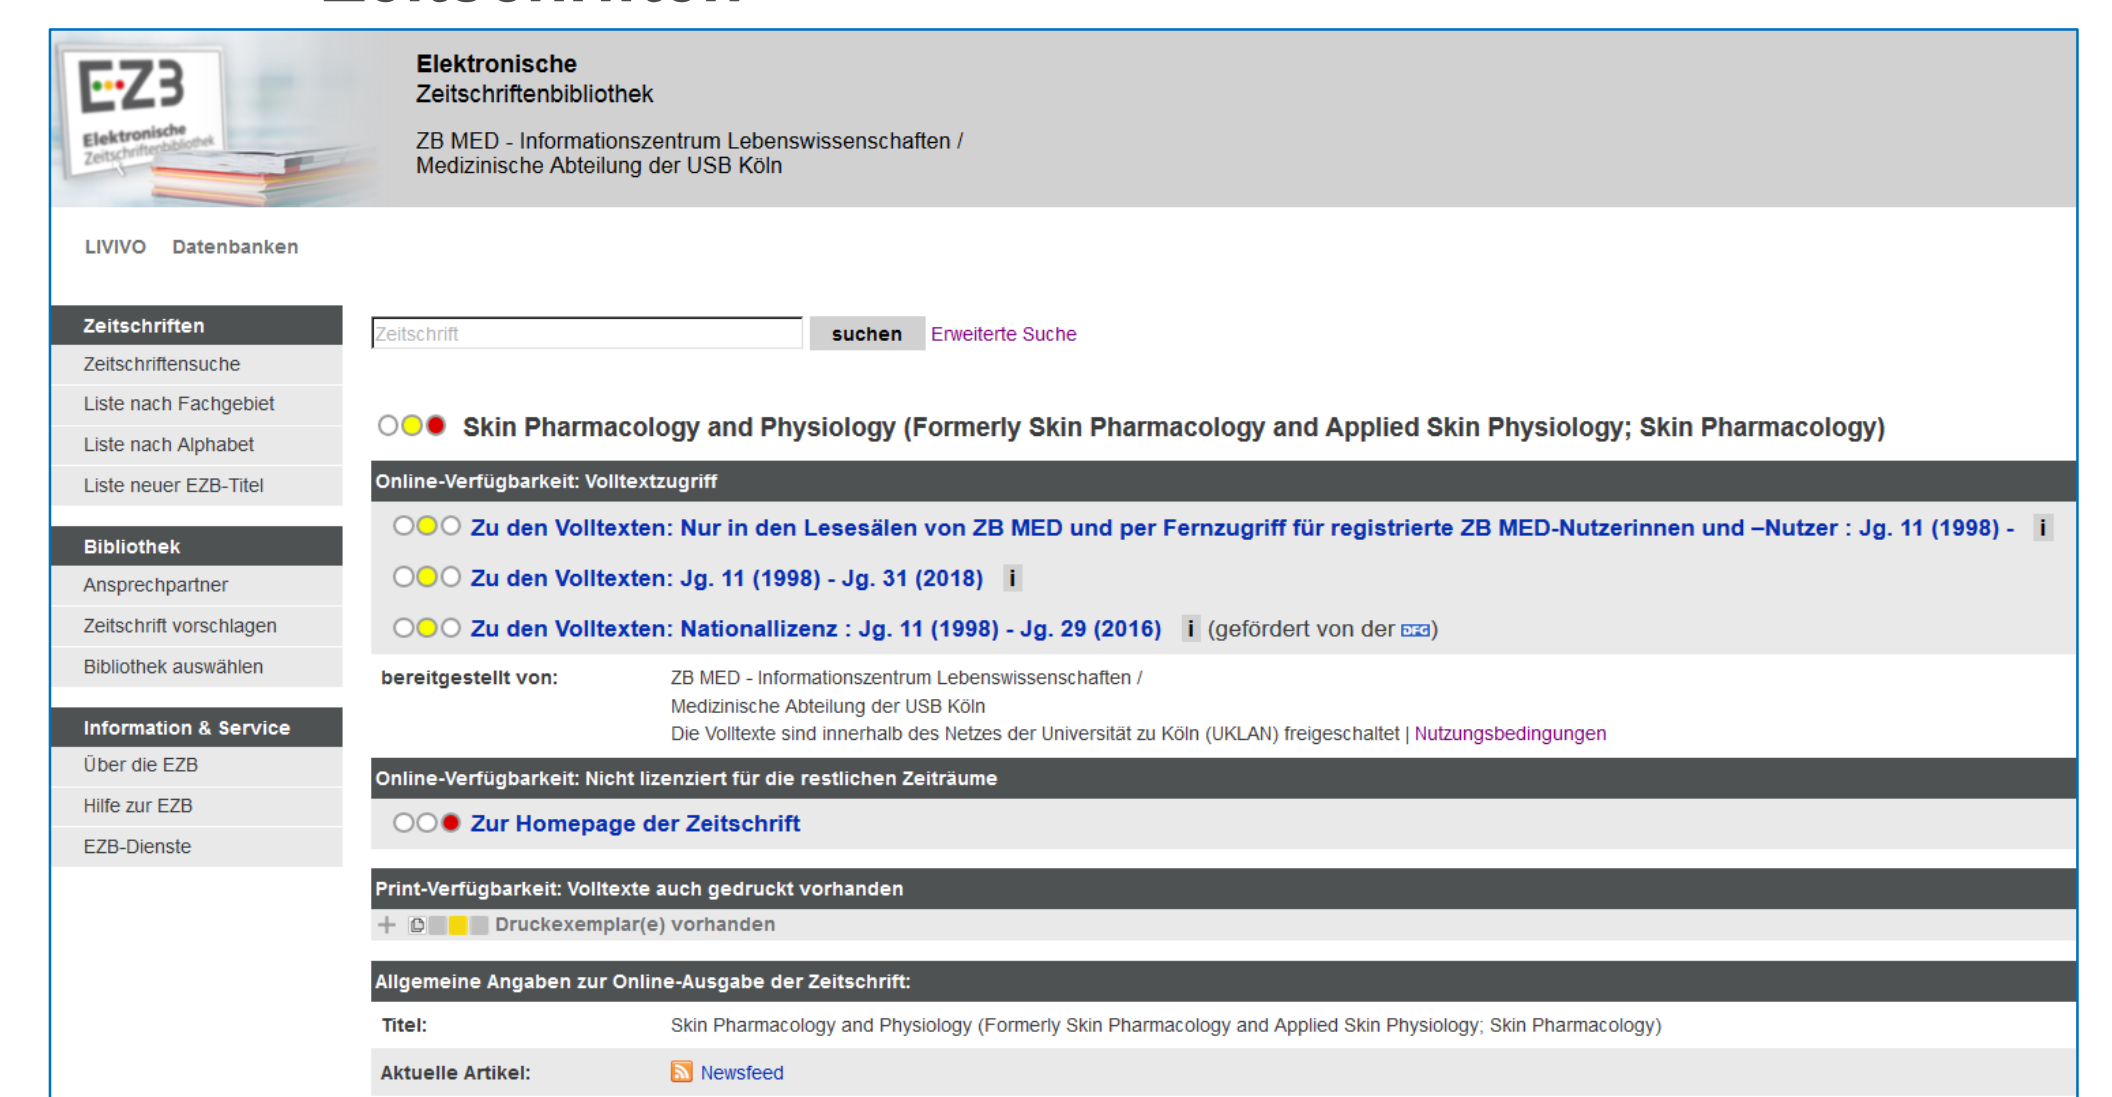 Zeitschriften
EZB
Elektronische
Zeitschriftenbibliothek
Elektronische
Zeitschriftenbibliothek
ZB MED - Informationszentrum Lebenswissenschaften /
Medizinische Abteilung der USB Köln
LIVIVO Datenbanken
Zeitschriften
Zeitschriftensuche
Liste nach Fachgebiet
Liste nach Alphabet
Liste neuer EZB-Titel
Bibliothek
Ansprechpartner
Zeitschrift vorschlagen
Bibliothek auswählen
Information & Service
Über die EZB
Hilfe zur EZB
EZB-Dienste
Zeitschrift suchen Erweiterte Suche
Skin Pharmacology and Physiology (Formerly Skin Pharmacology and Applied Skin Physiology; Skin Pharmacology)
Online-Verfügbarkeit: Volltextzugriff
Zu den Volltexten: Nur in den Lesesälen von ZB MED und per Fernzugriff für registrierte ZB MED-Nutzerinnen und –Nutzer : Jg. 11 (1998) - i
Zu den Volltexten: Jg. 11 (1998) - Jg. 31 (2018) i
Zu den Volltexten: Nationallizenz : Jg. 11 (1998) - Jg. 29 (2016) i (gefördert von der DFG)
bereitgestellt von: ZB MED - Informationszentrum Lebenswissenschaften /
Medizinische Abteilung der USB Köln
Die Volltexte sind innerhalb des Netzes der Universität zu Köln (UKLAN) freigeschaltet | Nutzungsbedingungen
Online-Verfügbarkeit: Nicht lizenziert für die restlichen Zeiträume
Zur Homepage der Zeitschrift
Print-Verfügbarkeit: Volltexte auch gedruckt vorhanden
+ Druckexemplar(e) vorhanden
Allgemeine Angaben zur Online-Ausgabe der Zeitschrift:
Titel: Skin Pharmacology and Physiology (Formerly Skin Pharmacology and Applied Skin Physiology; Skin Pharmacology)
Aktuelle Artikel: Newsfeed